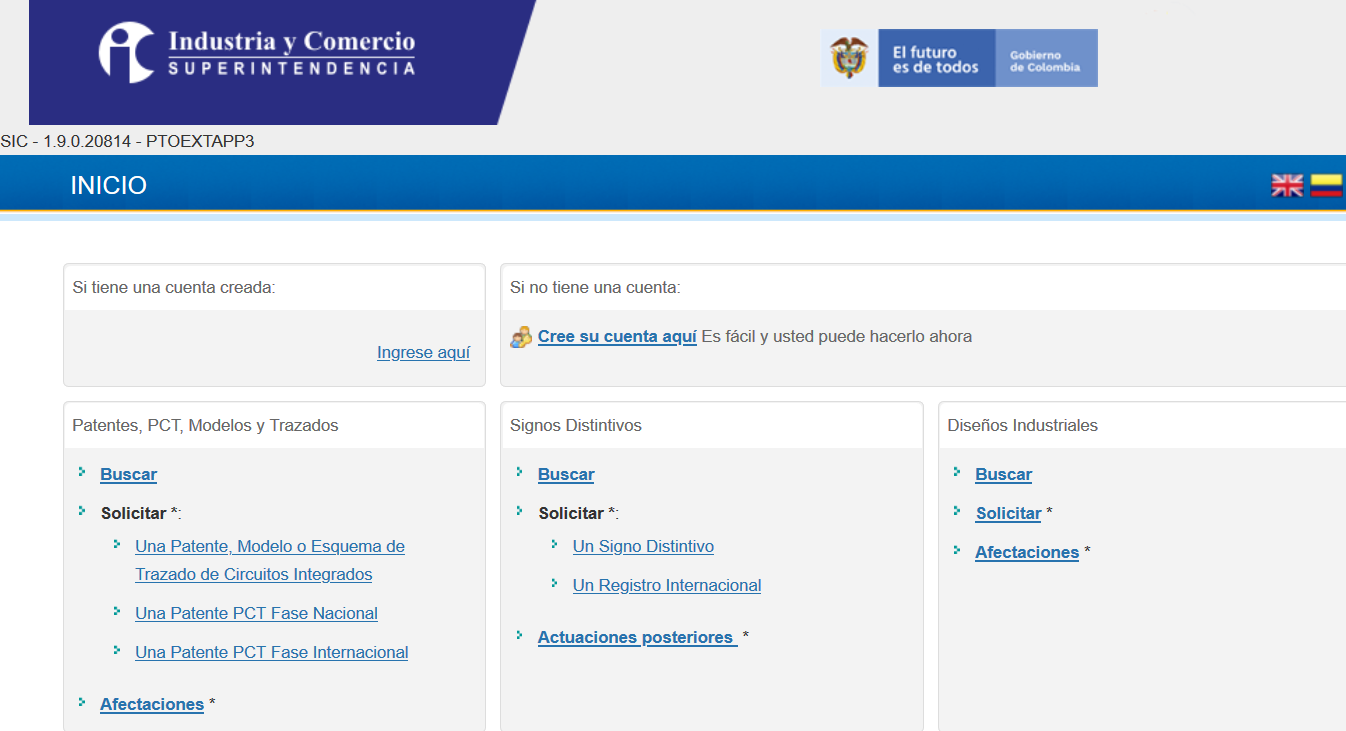 Industria y Comercio
SUPERINTENDENCIA
El futuro
es de todos
Gobierno
de Colombia
SIC - 1.9.0.20814 - PTOEXTAPP3
INICIO
Si tiene una cuenta creada:
Ingrese aquí
Si no tiene una cuenta:
Cree su cuenta aquí Es fácil y usted puede hacerlo ahora
Patentes, PCT, Modelos y Trazados
Buscar
Solicitar *:
Una Patente, Modelo o Esquema de
Trazado de Circuitos Integrados
Una Patente PCT Fase Nacional
Una Patente PCT Fase Internacional
Afectaciones *
Signos Distintivos
Buscar
Solicitar *:
Un Signo Distintivo
Un Registro Internacional
Actuaciones posteriores *
Diseños Industriales
Buscar
Solicitar *
Afectaciones *